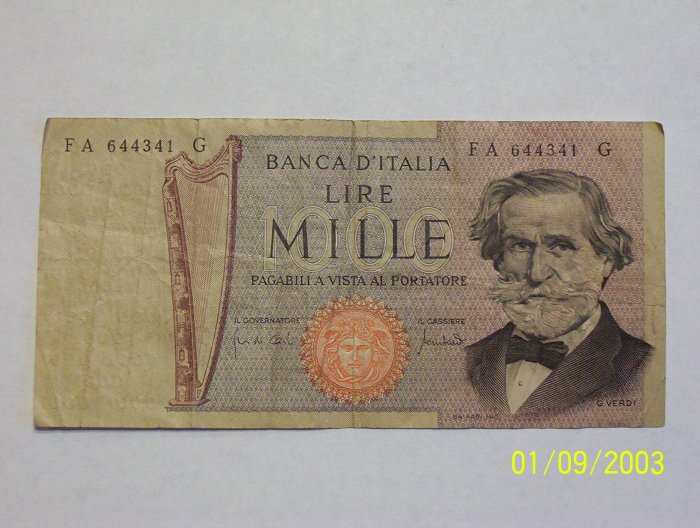 FA 644341 G
FA 644341 G
BANCA D'ITALIA
LIRE
1000
MILLE
PAGABILI A VISTA AL PORTATORE
IL GOVERNATORE
IL CASSIERE
G. VERDI
01/09/2003